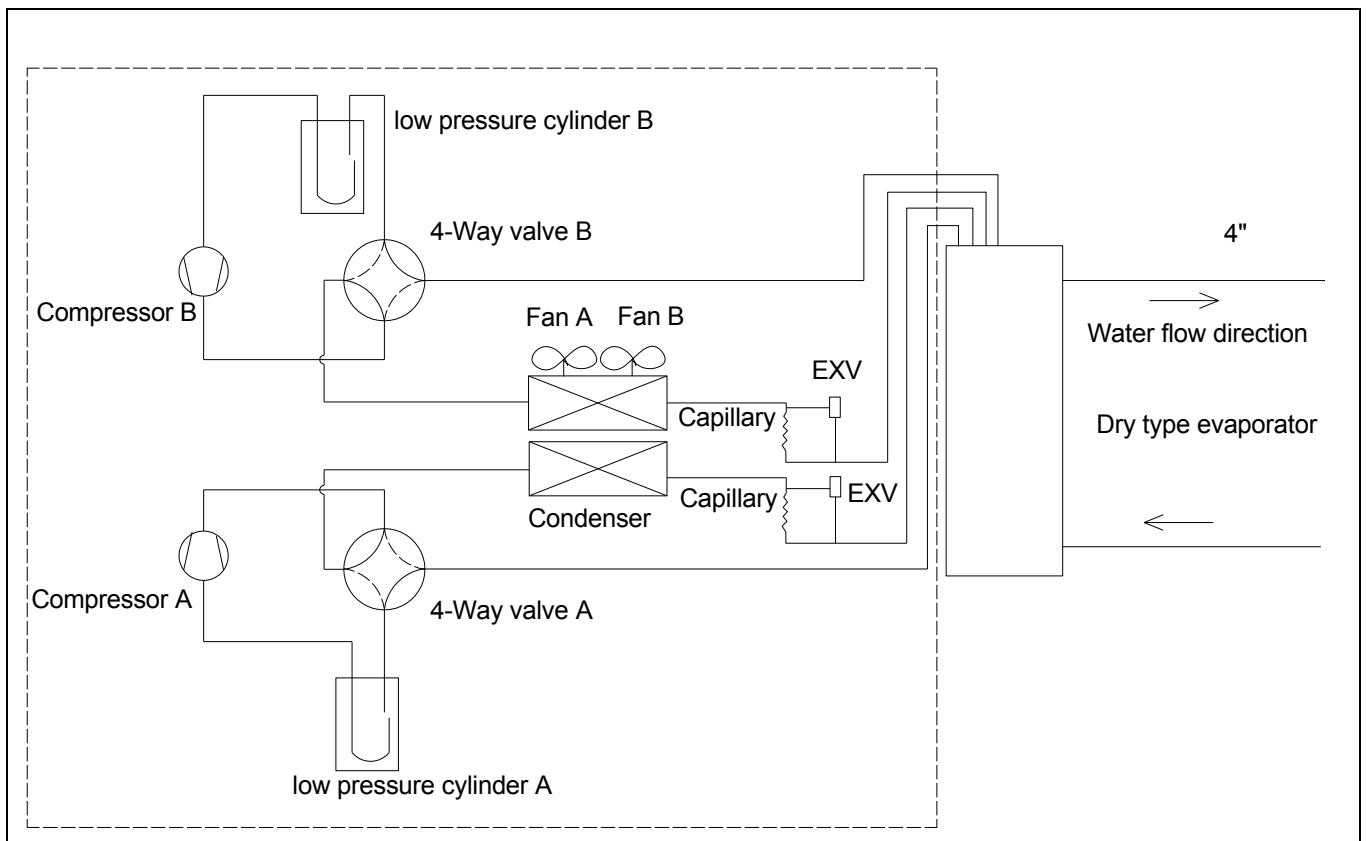 low pressure cylinder B
4-Way valve B
4"
Compressor B
Fan A
Fan B
Water flow direction
EXV
Capillary
Dry type evaporator
Capillary
EXV
Condenser
Compressor A
4-Way valve A
low pressure cylinder A